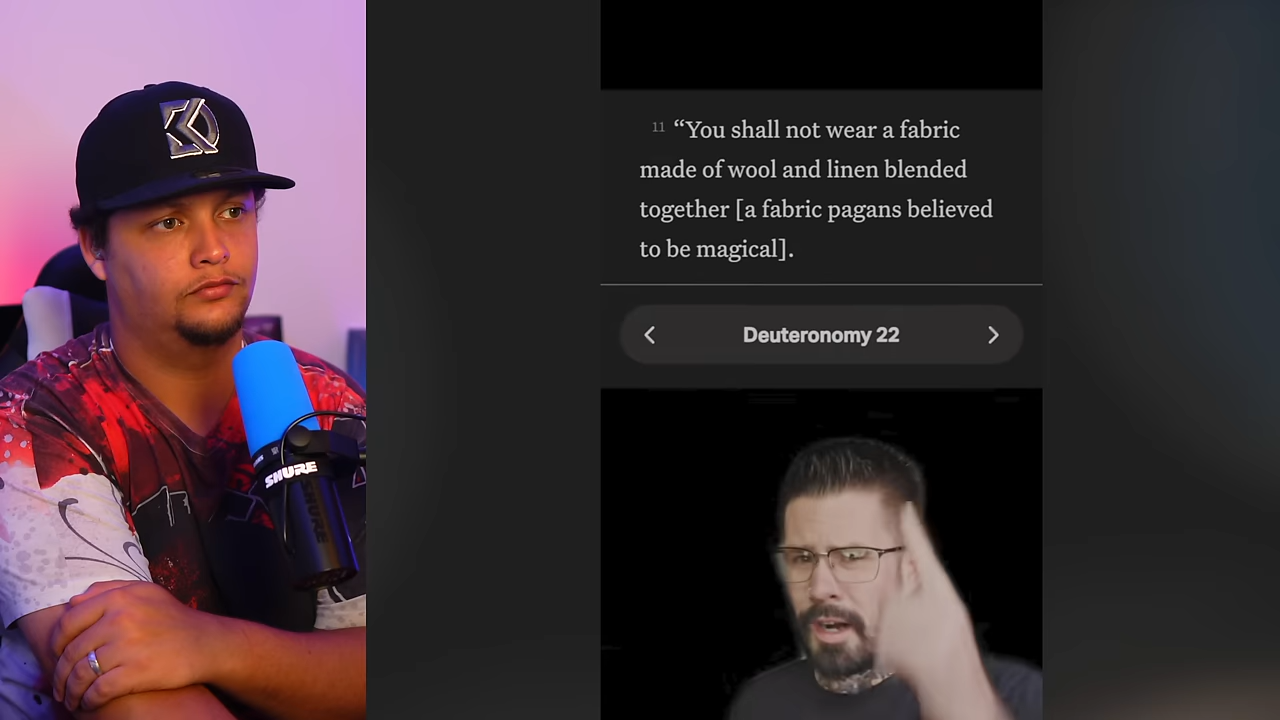 11 “You shall not wear a fabric
made of wool and linen blended
together [a fabric pagans believed
to be magical].
Deuteronomy 22
SHURE
SHURE